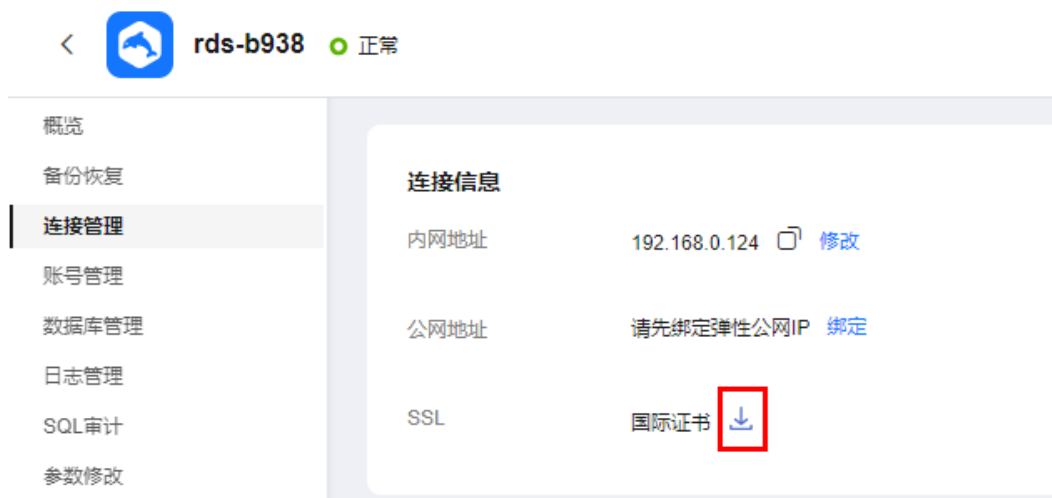 rds-b938 正常
概览
备份恢复
连接管理
账号管理
数据库管理
日志管理
SQL审计
参数修改
连接信息
内网地址 192.168.0.124 修改
公网地址 请先绑定弹性公网IP 绑定
SSL 国际证书